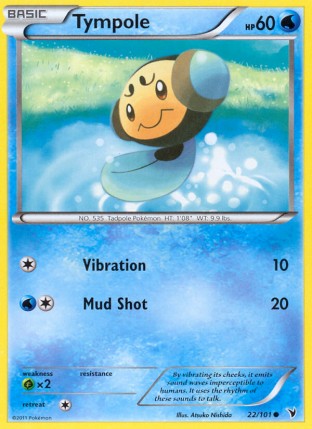 BASIC
Tympole
HP60
NO. 535 Tadpole Pokémon HT. 1'08" WT. 9.9 lbs.
Vibration 10
Mud Shot 20
weakness
resistance
×2
retreat
By vibrating its cheeks, it emits
sound waves imperceptible to
humans. It uses the rhythm of
these sounds to talk.
©2011 Pokémon
Illus. Atsuko Nishida
22/101